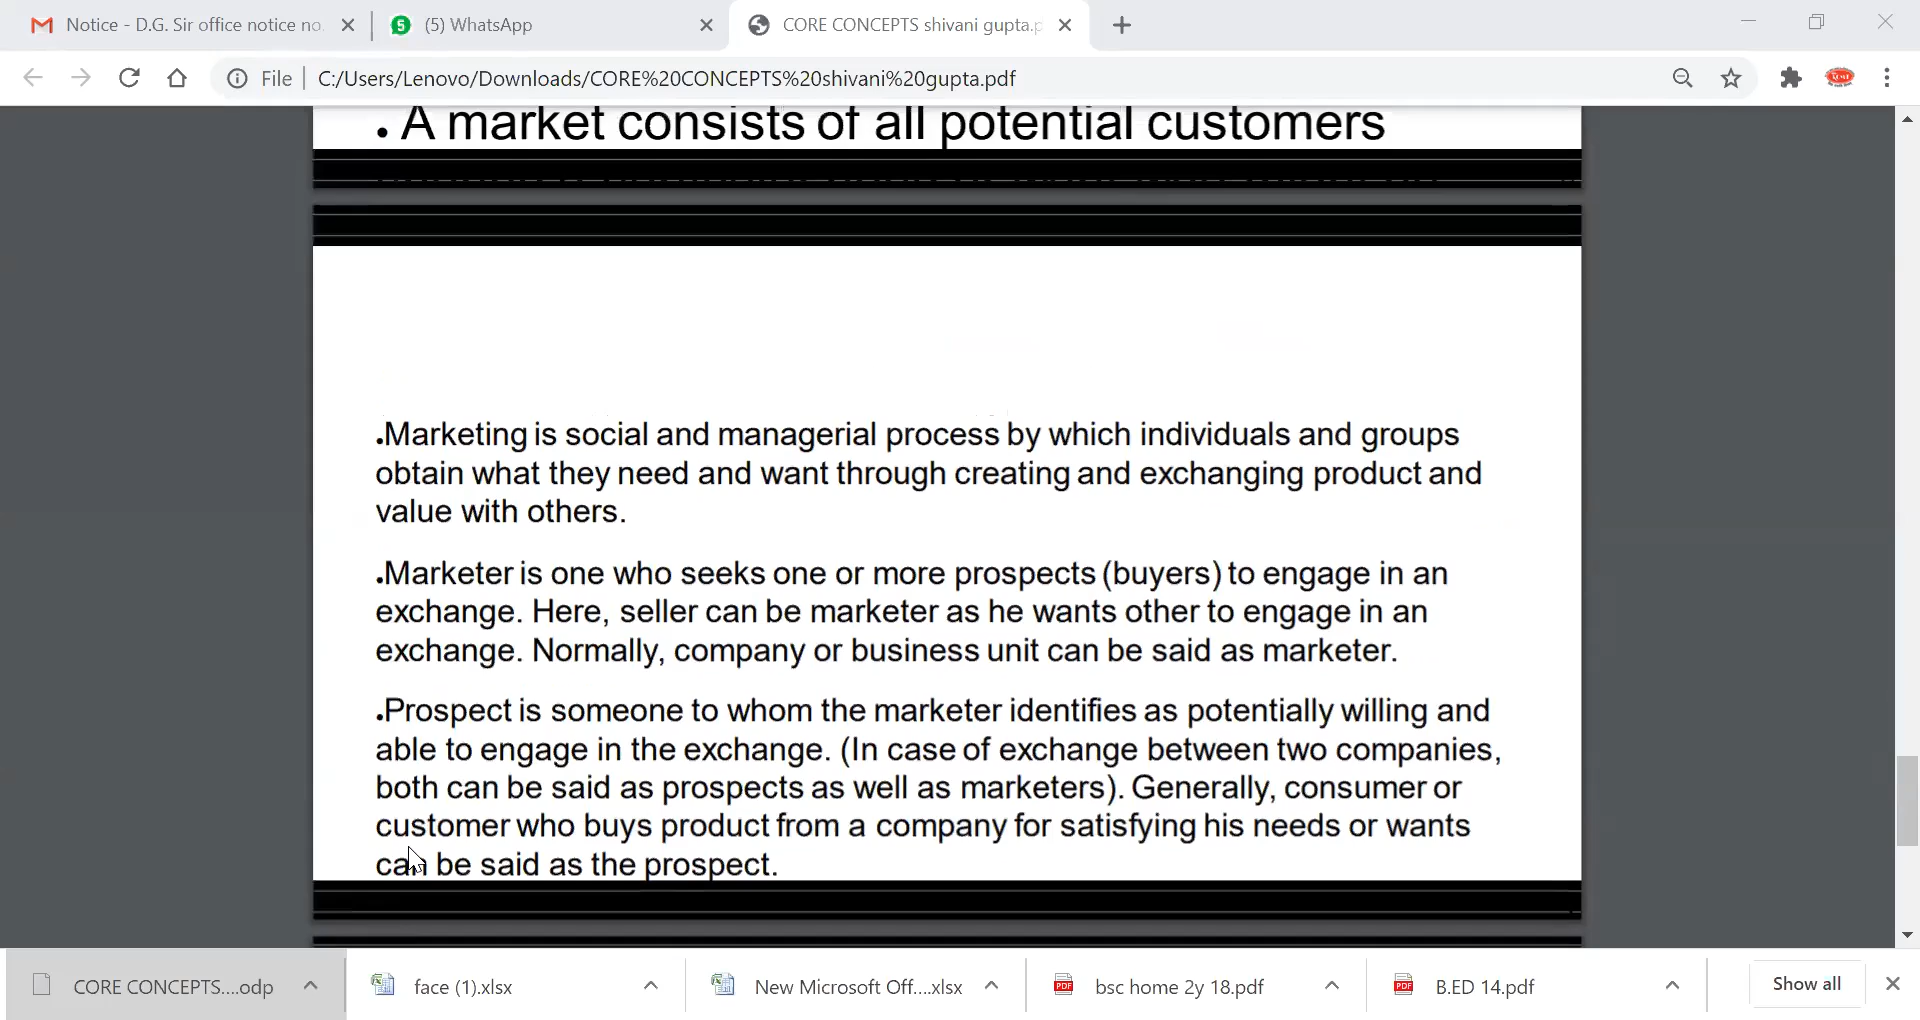 Notice - D.G. Sir office notice no.
(5) WhatsApp
CORE CONCEPTS shivani gupta.p
File
C:/Users/Lenovo/Downloads/CORE%20CONCEPTS%20shivani%20gupta.pdf
• A market consists of all potential customers
•Marketing is social and managerial process by which individuals and groups
obtain what they need and want through creating and exchanging product and
value with others.
•Marketer is one who seeks one or more prospects (buyers) to engage in an
exchange. Here, seller can be marketer as he wants other to engage in an
exchange. Normally, company or business unit can be said as marketer.
•Prospect is someone to whom the marketer identifies as potentially willing and
able to engage in the exchange. (In case of exchange between two companies,
both can be said as prospects as well as marketers). Generally, consumer or
customer who buys product from a company for satisfying his needs or wants
can be said as the prospect.
CORE CONCEPTS....odp
face (1).xlsx
New Microsoft Off....xlsx
PDF
bsc home 2y 18.pdf
PDF
B.ED 14.pdf
Show all